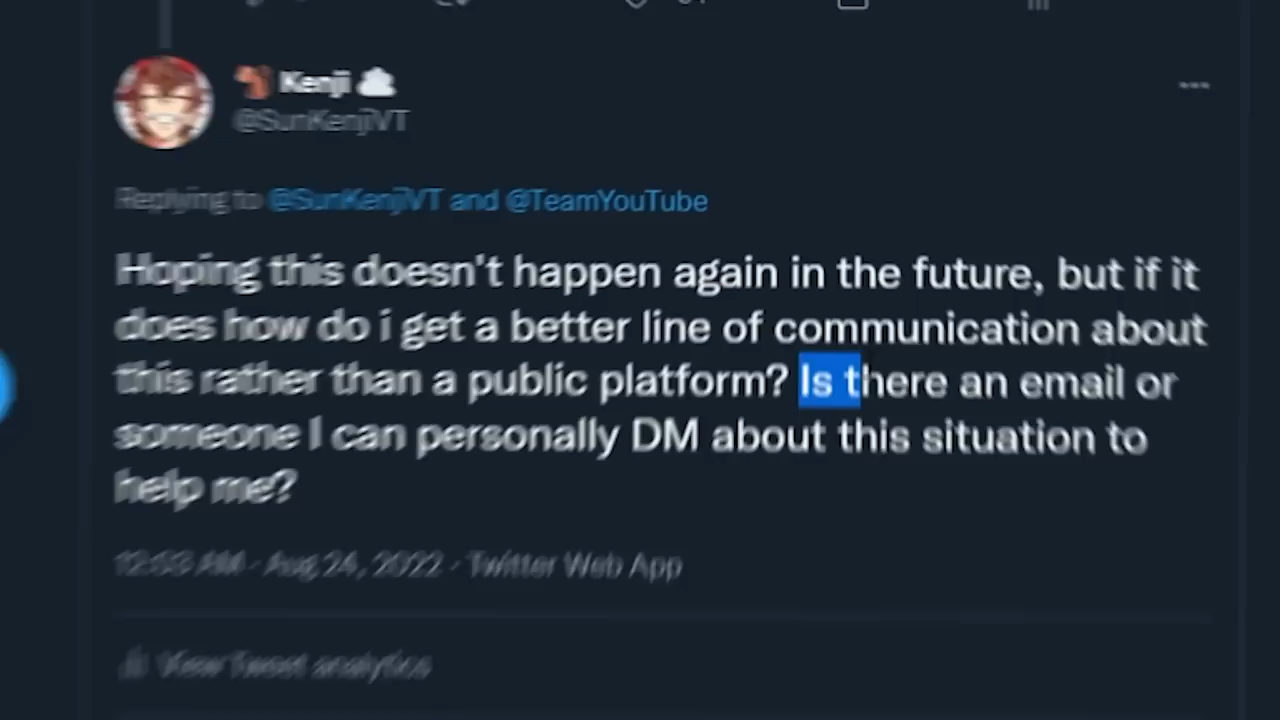 Kenji
@SunKenjiVT
Replying to @SunKenjiVT and @TeamYouTube
Hoping this doesn't happen again in the future, but if it
does how do i get a better line of communication about
this rather than a public platform? Is there an email or
someone I can personally DM about this situation to
help me?
12:03 AM · Aug 24, 2022 · Twitter Web App
View Tweet analytics